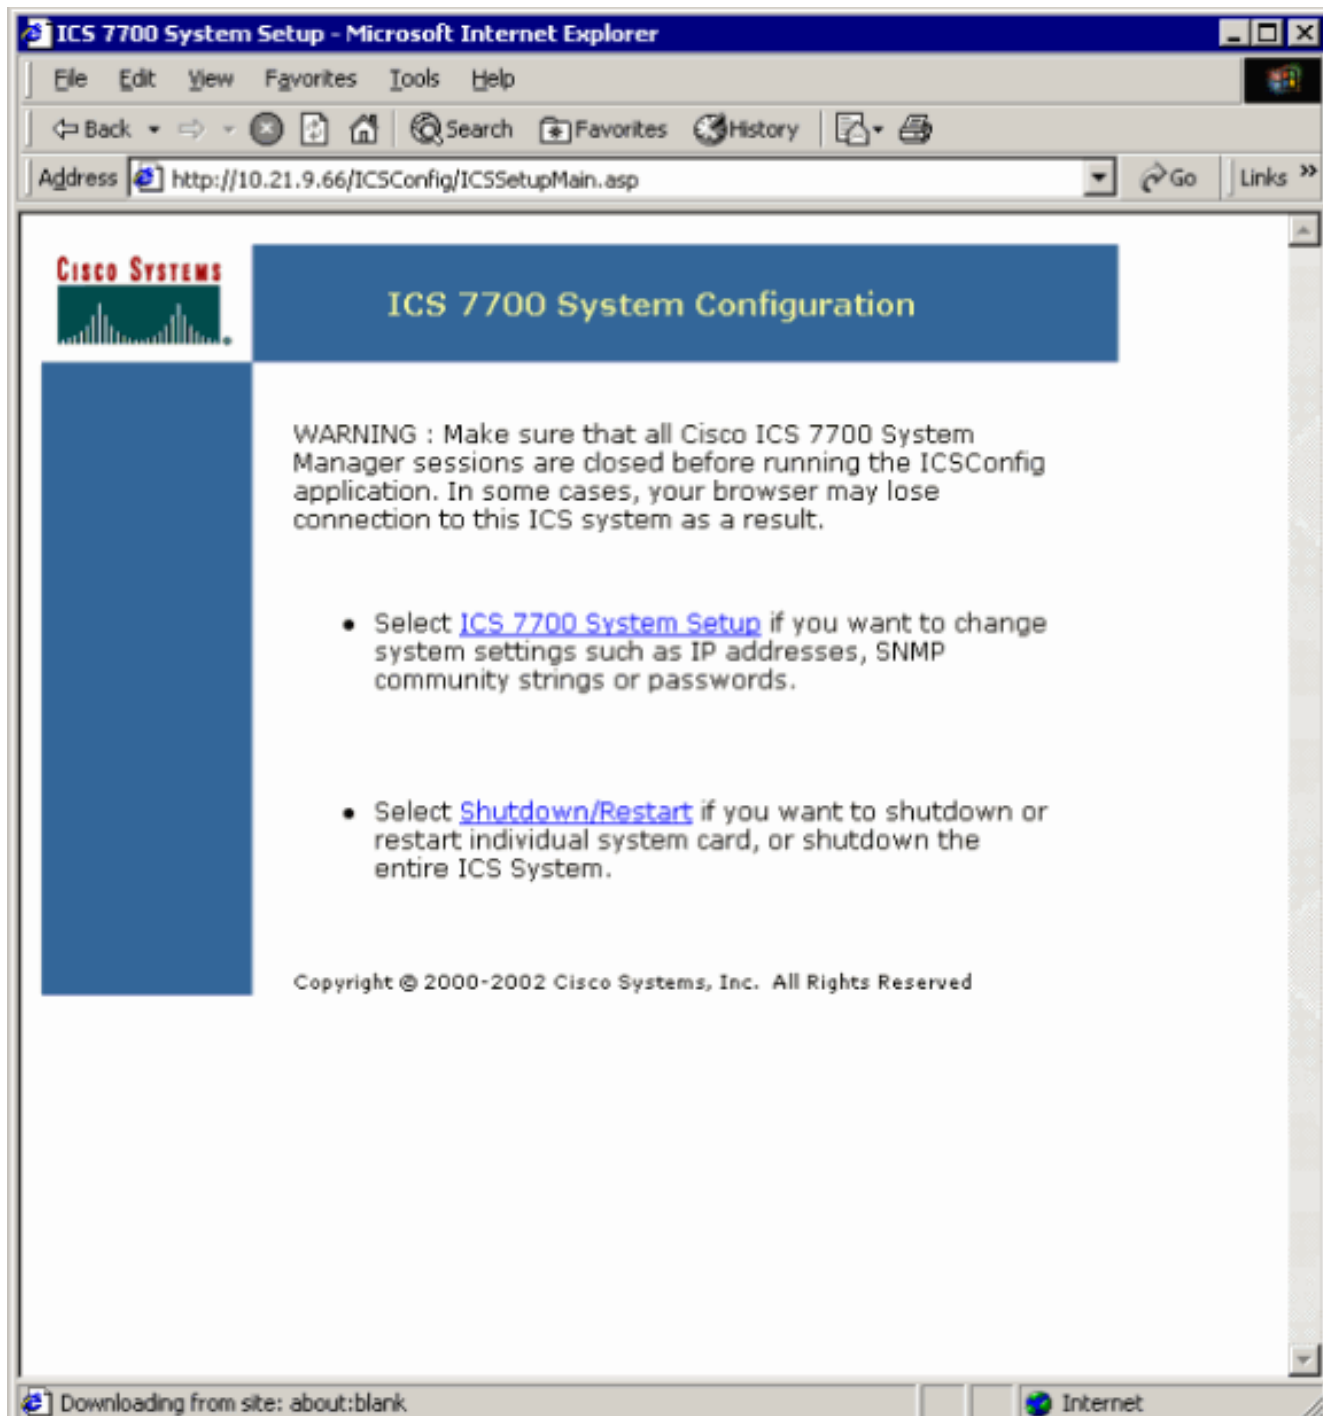 ICS 7700 System Setup - Microsoft Internet Explorer
File Edit View Favorites Tools Help
Back Search Favorites History
Address http://10.21.9.66/ICSConfig/ICSSetupMain.asp Go Links »
CISCO SYSTEMS
ICS 7700 System Configuration
WARNING : Make sure that all Cisco ICS 7700 System
Manager sessions are closed before running the ICSConfig
application. In some cases, your browser may lose
connection to this ICS system as a result.
• Select ICS 7700 System Setup if you want to change
system settings such as IP addresses, SNMP
community strings or passwords.
• Select Shutdown/Restart if you want to shutdown or
restart individual system card, or shutdown the
entire ICS System.
Copyright © 2000-2002 Cisco Systems, Inc. All Rights Reserved
Downloading from site: about:blank Internet